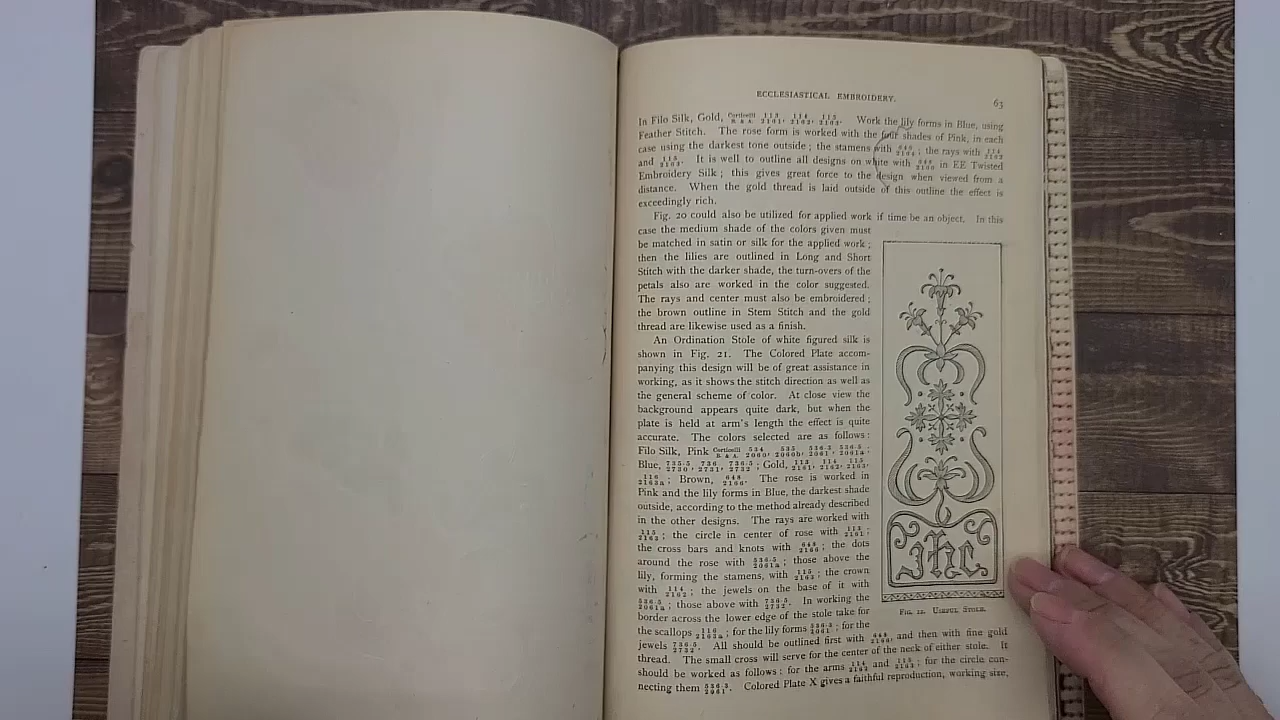 ECCLESIASTICAL EMBROIDERY.
63
In Filo Silk, Gold, Work the lily forms in Blue, using
Feather Stitch. The rose form is worked with the four shades of Pink, in each
case using the darkest tone outside; the stamens with ; the rays with
and . It is well to outline all designs on white with in EE Twisted
Embroidery Silk; this gives great force to the design when viewed from a
distance. When the gold thread is laid outside of this outline the effect is
exceedingly rich.
Fig. 20 could also be utilized for applied work if time be an object. In this
case the medium shade of the colors given must
be matched in satin or silk for the applied work;
then the lilies are outlined in Long and Short
Stitch with the darker shade, the turn-overs of the
petals also are worked in the color suggested.
The rays and center must also be embroidered;
the brown outline in Stem Stitch and the gold
thread are likewise used as a finish.
An Ordination Stole of white figured silk is
shown in Fig. 21. The Colored Plate accom-
panying this design will be of great assistance in
working, as it shows the stitch direction as well as
the general scheme of color. At close view the
background appears quite dark, but when the
plate is held at arm's length the effect is quite
accurate. The colors selected are as follows:
Filo Silk, Pink
Blue, ; Gold,
Brown, . The rose is worked in
Pink and the lily forms in Blue, the darkest shade
outside, according to the method already described
in the other designs. The rays are worked with
; the circle in center of rose with ;
the cross bars and knots with ; the dots
around the rose with ; those above the
lily, forming the stamens, with ; the crown
with ; the jewels on the base of it with
; those above with . In working the
border across the lower edge of the stole take for
the scallops ; for the lily forms ; for the
jewels . All should be outlined first with and then with fine gold
thread. The small cross will serve for the center of the neck of either stole. It
should be worked as follows: for the arms and ; for the circle con-
necting them . Colored Plate X gives a faithful reproduction, working size,
jhc
USEFUL STOLE.